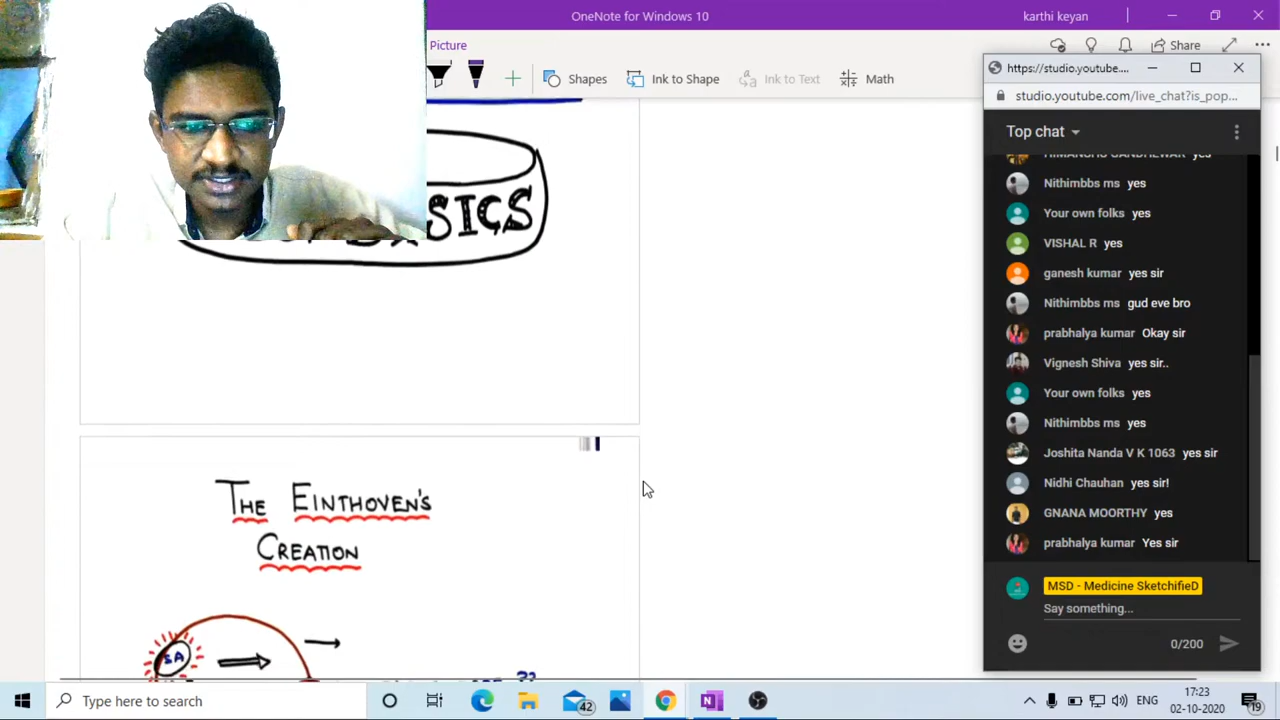 OneNote for Windows 10
karthi keyan
Picture
Share
Shapes
Ink to Shape
Ink to Text
Math
https://studio.youtube....
studio.youtube.com/live_chat?is_pop...
Top chat
HIMANSHU GANDHEWAR yes
Nithimbbs ms yes
Your own folks yes
VISHAL R yes
ganesh kumar yes sir
Nithimbbs ms gud eve bro
prabhalya kumar Okay sir
Vignesh Shiva yes sir..
Your own folks yes
Nithimbbs ms yes
Joshita Nanda V K 1063 yes sir
Nidhi Chauhan yes sir!
GNANA MOORTHY yes
prabhalya kumar Yes sir
MSD - Medicine SketchifieD
Say something...
0/200
THE EINTHOVEN'S
CREATION
SA
??
Type here to search
42
ENG
17:23
02-10-2020
19